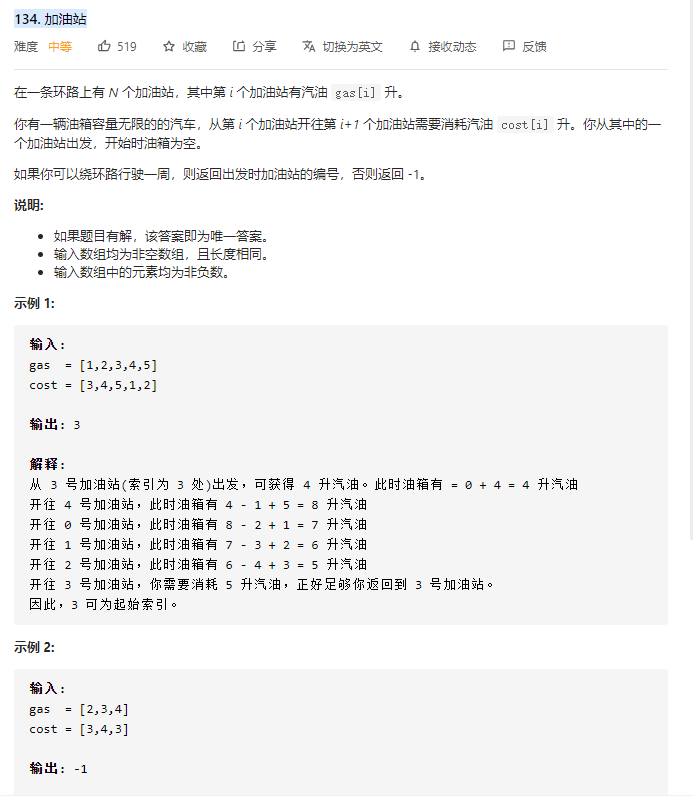 134. 加油站
难度 中等 519 收藏 分享 切换为英文 接收动态 反馈
在一条环路上有 N 个加油站，其中第 i 个加油站有汽油 gas[i] 升。
你有一辆油箱容量无限的的汽车，从第 i 个加油站开往第 i+1 个加油站需要消耗汽油 cost[i] 升。你从其中的一
个加油站出发，开始时油箱为空。
如果你可以绕环路行驶一周，则返回出发时加油站的编号，否则返回 -1。
说明:
• 如果题目有解，该答案即为唯一答案。
• 输入数组均为非空数组，且长度相同。
• 输入数组中的元素均为非负数。
示例 1:
输入:
gas  = [1,2,3,4,5]
cost = [3,4,5,1,2]
输出: 3
解释:
从 3 号加油站(索引为 3 处)出发，可获得 4 升汽油。此时油箱有 = 0 + 4 = 4 升汽油
开往 4 号加油站，此时油箱有 4 - 1 + 5 = 8 升汽油
开往 0 号加油站，此时油箱有 8 - 2 + 1 = 7 升汽油
开往 1 号加油站，此时油箱有 7 - 3 + 2 = 6 升汽油
开往 2 号加油站，此时油箱有 6 - 4 + 3 = 5 升汽油
开往 3 号加油站，你需要消耗 5 升汽油，正好足够你返回到 3 号加油站。
因此，3 可为起始索引。
示例 2:
输入:
gas  = [2,3,4]
cost = [3,4,3]
输出: -1